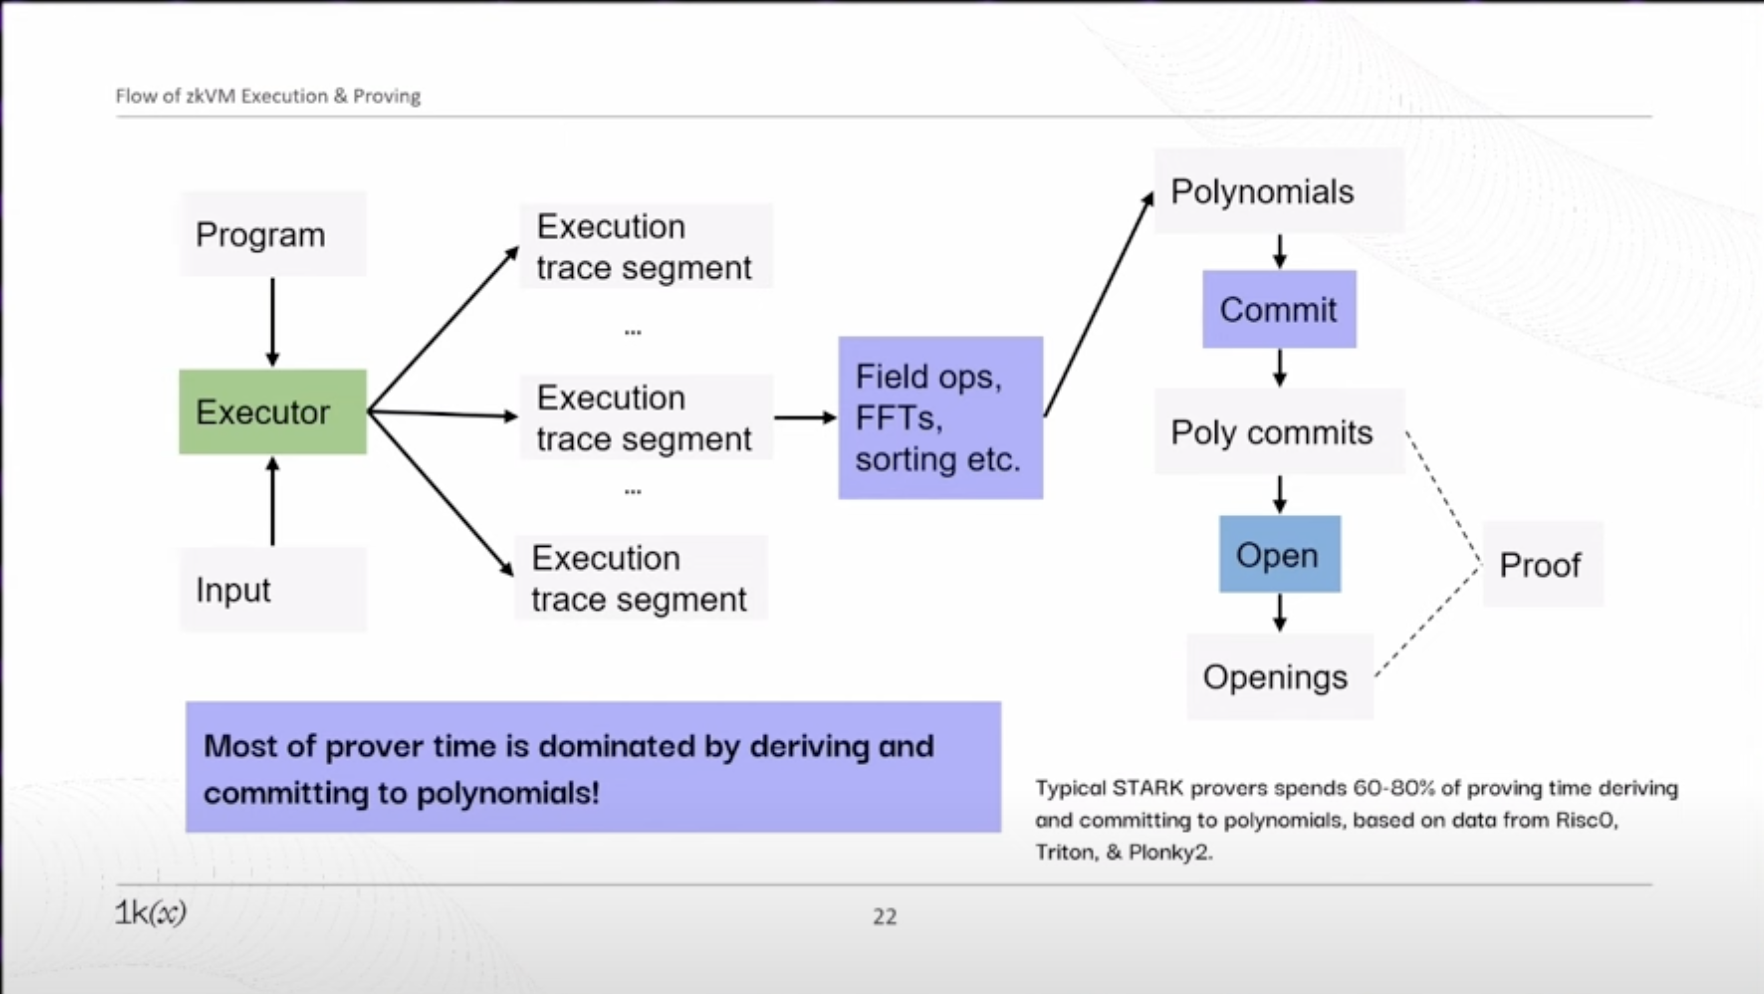 Flow of zkVM Execution & Proving
Program
Executor
Input
Execution
trace segment
...
Execution
trace segment
...
Execution
trace segment
Field ops,
FFTs,
sorting etc.
Polynomials
Commit
Poly commits
Open
Openings
Proof
Most of prover time is dominated by deriving and
committing to polynomials!
Typical STARK provers spends 60-80% of proving time deriving
and committing to polynomials, based on data from Risc0,
Triton, & Plonky2.
1k(x)
22